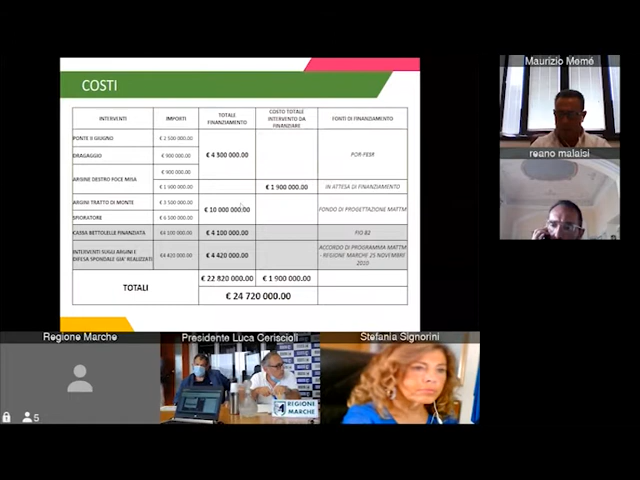 COSTI
INTERVENTI IMPORTI TOTALE FINANZIAMENTO COSTO TOTALE INTERVENTO DA FINANZIARE FONTI DI FINANZIAMENTO
PONTE II GIUGNO € 2 500 000.00 € 4 300 000.00 POR-FESR
DRAGAGGIO € 900 000.00
ARGINE DESTRO FOCE MISA € 900 000.00
€ 1 900 000.00 € 1 900 000.00 IN ATTESA DI FINANZIAMENTO
ARGINI TRATTO DI MONTE € 3 500 000.00 € 10 000 000.00 FONDO DI PROGETTAZIONE MATTM
SFIORATORE € 6 500 000.00
CASSA BETTOLELLE FINANZIATA €4 100 000.00 € 4 100 000.00
INTERVENTI SUGLI ARGINI E DIFESA SPONDALE GIA' REALIZZATI €4 420 000.00 € 4 420 000.00 ACCORDO DI PROGRAMMA MATTM - REGIONE MARCHE 25 NOVEMBRE 2010
TOTALI € 22 820 000.00 € 1 900 000.00
€ 24 720 000.00
Maurizio Memé
reano malaisi
Regione Marche
Presidente Luca Ceriscioli
Stefania Signorini
5
REGIONE
MARCHE